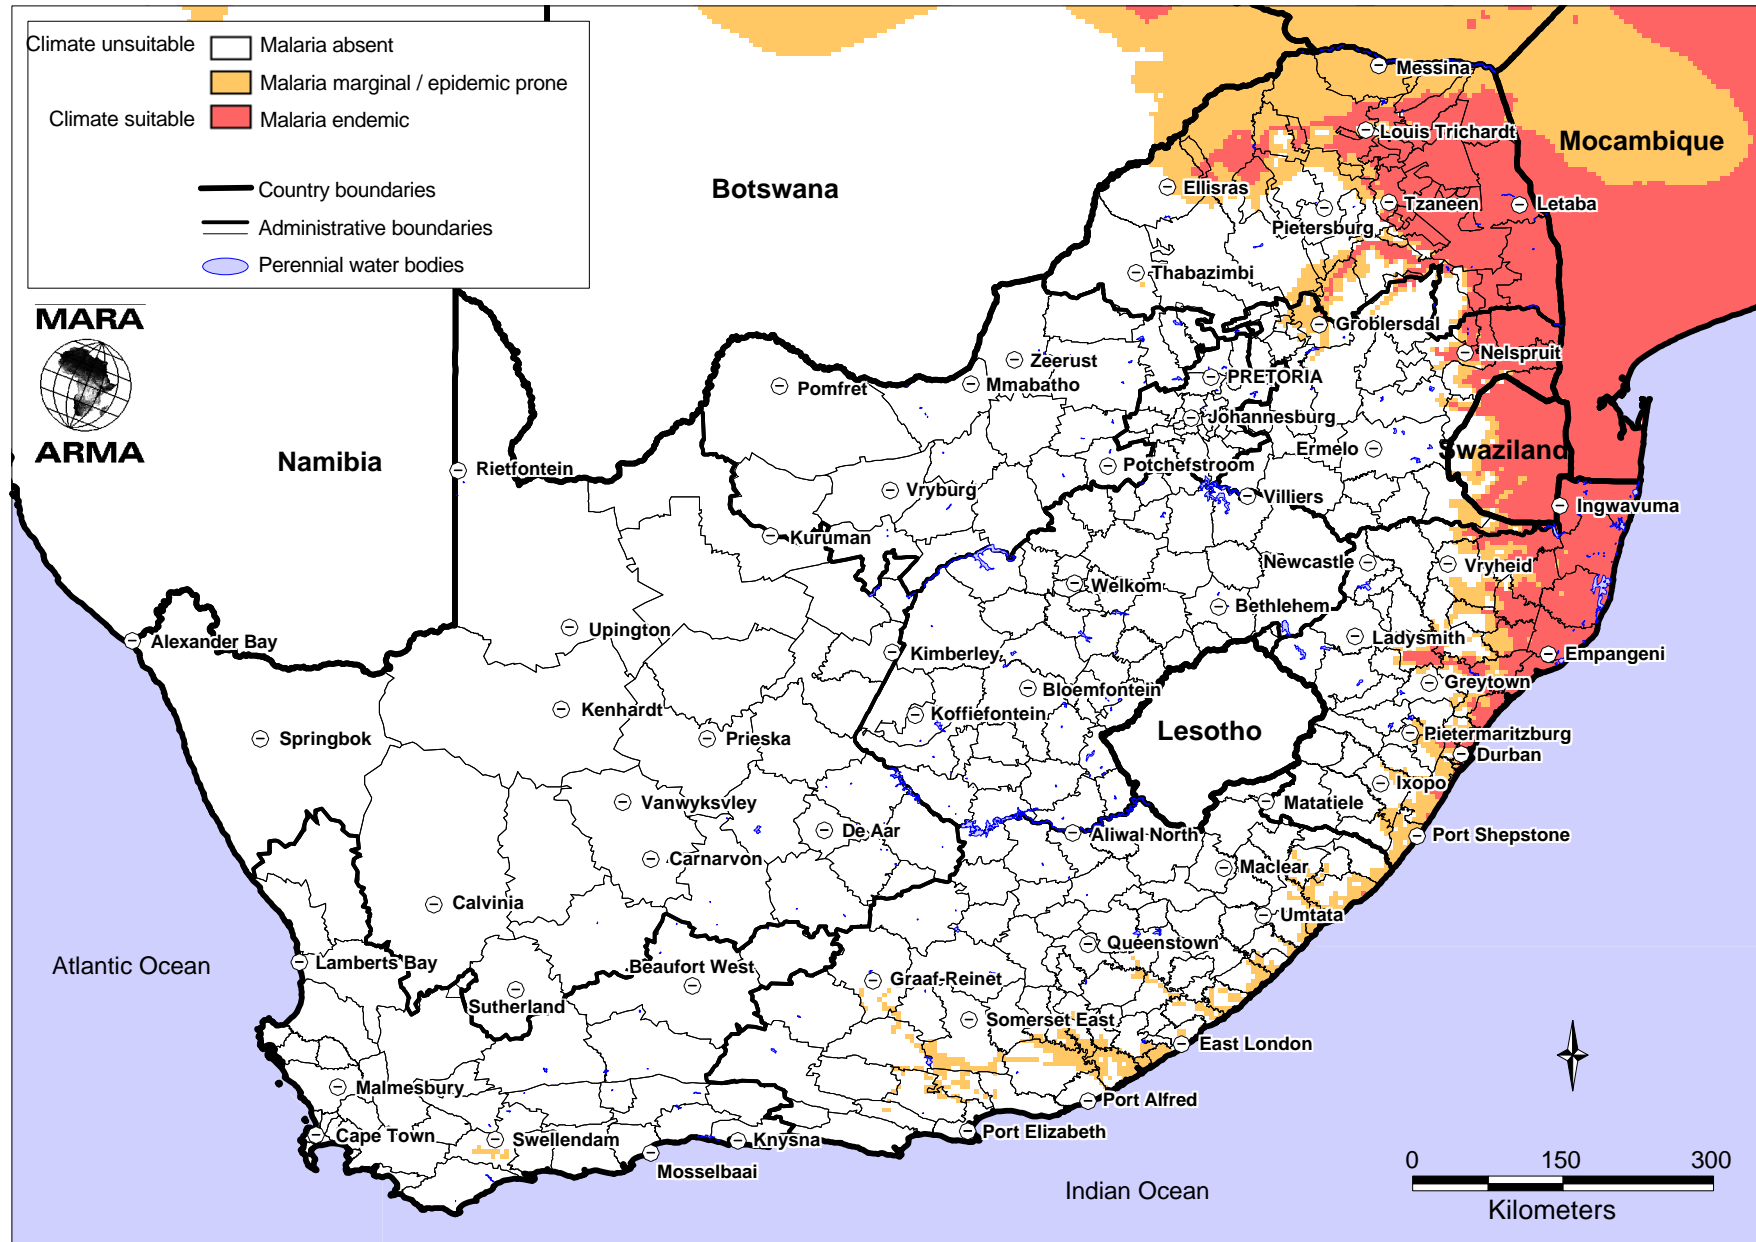 Climate unsuitable
Malaria absent
Malaria marginal / epidemic prone
Climate suitable
Malaria endemic
Country boundaries
Administrative boundaries
Perennial water bodies
MARA
ARMA
Botswana
Namibia
Mocambique
Swaziland
Lesotho
Messina
Louis Trichardt
Ellisras
Tzaneen
Letaba
Pietersburg
Thabazimbi
Groblersdal
Zeerust
Nelspruit
Pomfret
Mmabatho
PRETORIA
Johannesburg
Ermelo
Rietfontein
Potchefstroom
Vryburg
Villiers
Ingwavuma
Kuruman
Newcastle
Vryheid
Welkom
Bethlehem
Upington
Alexander Bay
Ladysmith
Kimberley
Empangeni
Greytown
Bloemfontein
Kenhardt
Koffiefontein
Springbok
Prieska
Pietermaritzburg
Durban
Ixopo
Vanwyksvley
Matatiele
De Aar
Aliwal North
Port Shepstone
Carnarvon
Maclear
Calvinia
Umtata
Queenstown
Atlantic Ocean
Lamberts Bay
Beaufort West
Graaf-Reinet
Sutherland
Somerset East
East London
Malmesbury
Port Alfred
Cape Town
Swellendam
Knysna
Port Elizabeth
Mosselbaai
Indian Ocean
0 150 300
Kilometers